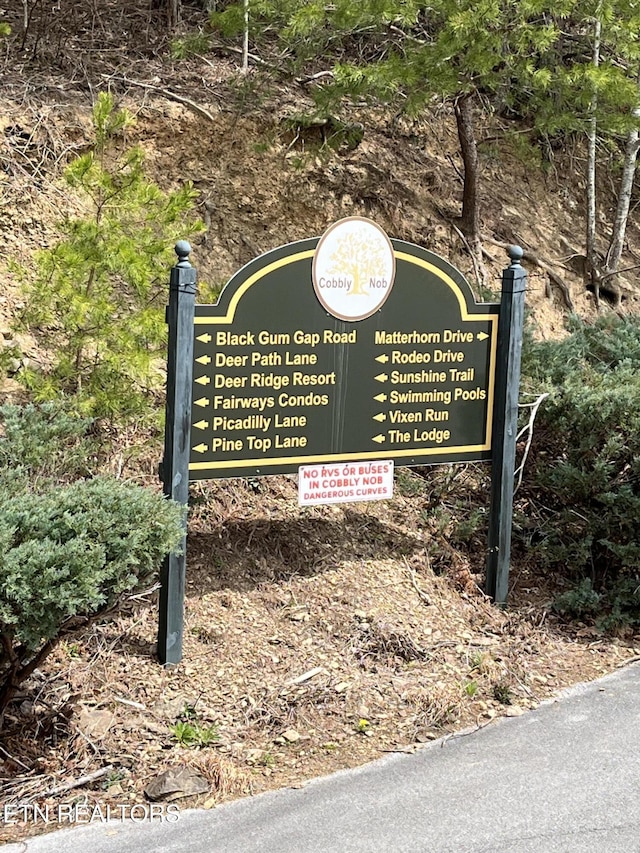 Cobbly Nob
← Black Gum Gap Road
← Deer Path Lane
← Deer Ridge Resort
← Fairways Condos
← Picadilly Lane
← Pine Top Lane
Matterhorn Drive →
← Rodeo Drive
← Sunshine Trail
← Swimming Pools
← Vixen Run
← The Lodge
NO RVS OR BUSES
IN COBBLY NOB
DANGEROUS CURVES
ETN REALTORS